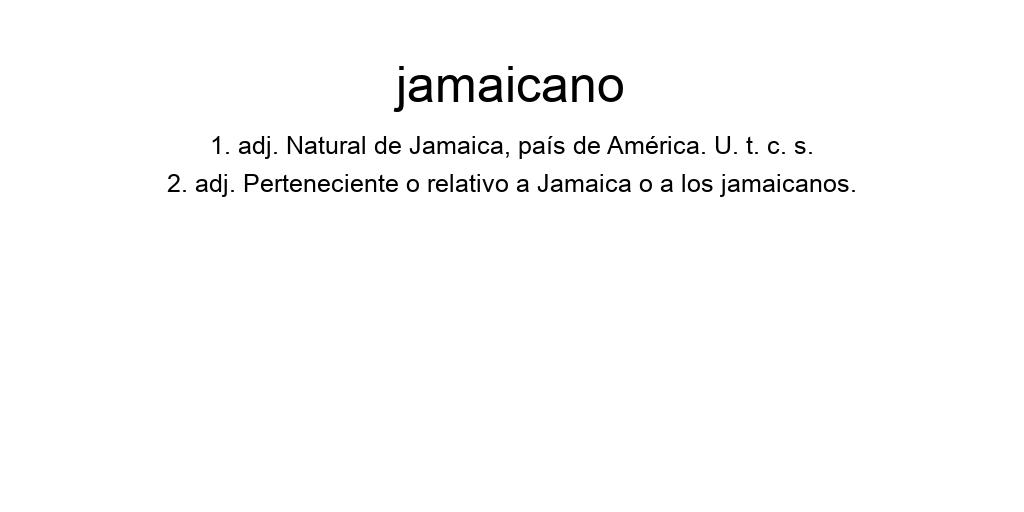 jamaicano
1. adj. Natural de Jamaica, país de América. U. t. c. s.
2. adj. Perteneciente o relativo a Jamaica o a los jamaicanos.